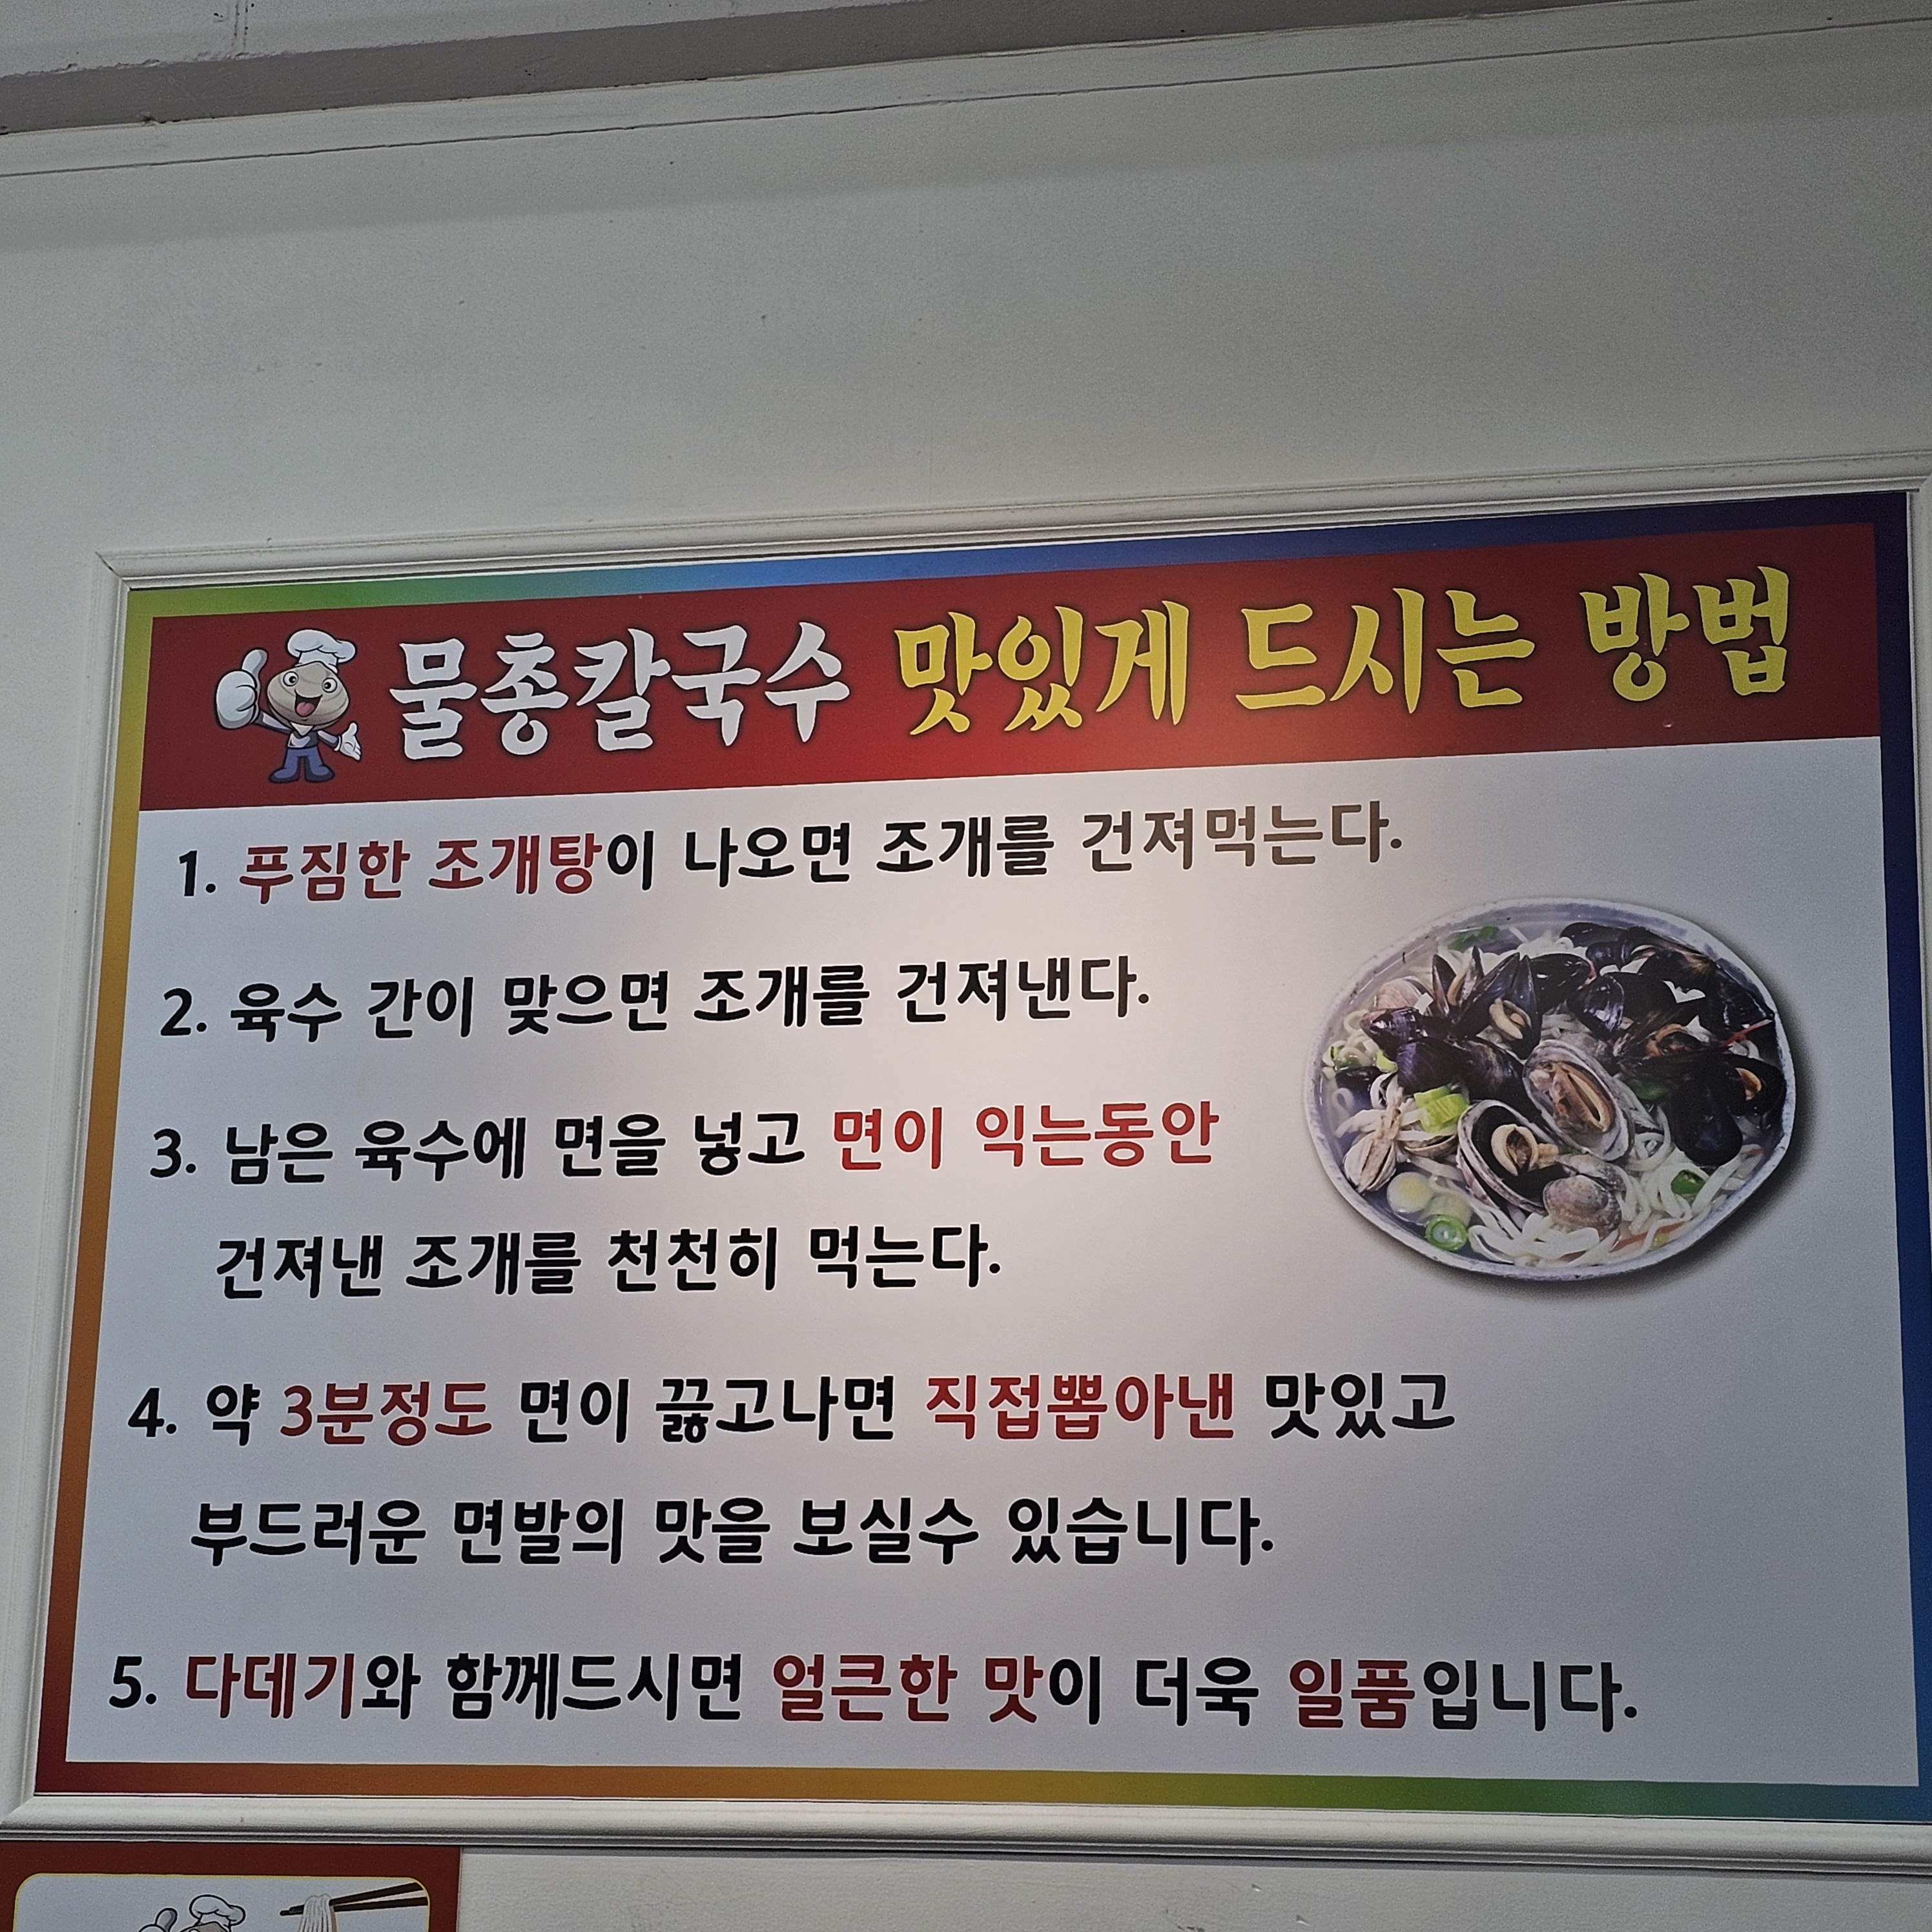 물총칼국수 맛있게 드시는 방법
1. 푸짐한 조개탕이 나오면 조개를 건져먹는다.
2. 육수 간이 맞으면 조개를 건져낸다.
3. 남은 육수에 면을 넣고 면이 익는동안
건져낸 조개를 천천히 먹는다.
4. 약 3분정도 면이 끓고나면 직접뽑아낸 맛있고
부드러운 면발의 맛을 보실수 있습니다.
5. 다데기와 함께드시면 얼큰한 맛이 더욱 일품입니다.